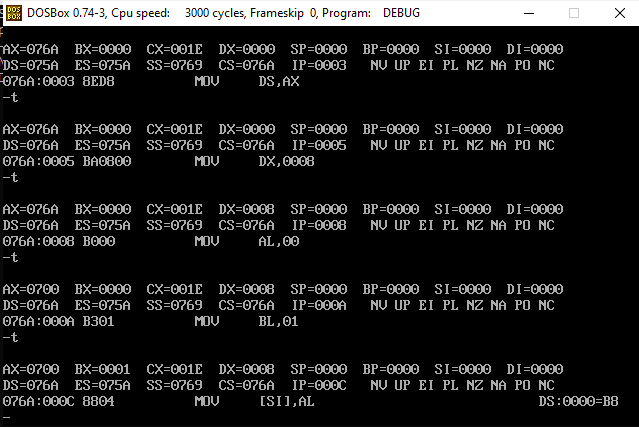 DOSBox 0.74-3, Cpu speed: 3000 cycles, Frameskip 0, Program: DEBUG
AX=076A BX=0000 CX=001E DX=0000 SP=0000 BP=0000 SI=0000 DI=0000
DS=075A ES=075A SS=0769 CS=076A IP=0003 NV UP EI PL NZ NA PO NC
076A:0003 8ED8 MOV DS,AX
-t
AX=076A BX=0000 CX=001E DX=0000 SP=0000 BP=0000 SI=0000 DI=0000
DS=076A ES=075A SS=0769 CS=076A IP=0005 NV UP EI PL NZ NA PO NC
076A:0005 BA0800 MOV DX,0008
-t
AX=076A BX=0000 CX=001E DX=0008 SP=0000 BP=0000 SI=0000 DI=0000
DS=076A ES=075A SS=0769 CS=076A IP=0008 NV UP EI PL NZ NA PO NC
076A:0008 B000 MOV AL,00
-t
AX=0700 BX=0000 CX=001E DX=0008 SP=0000 BP=0000 SI=0000 DI=0000
DS=076A ES=075A SS=0769 CS=076A IP=000A NV UP EI PL NZ NA PO NC
076A:000A B301 MOV BL,01
-t
AX=0700 BX=0001 CX=001E DX=0008 SP=0000 BP=0000 SI=0000 DI=0000
DS=076A ES=075A SS=0769 CS=076A IP=000C NV UP EI PL NZ NA PO NC
076A:000C 8804 MOV [SI],AL DS:0000=B8
-